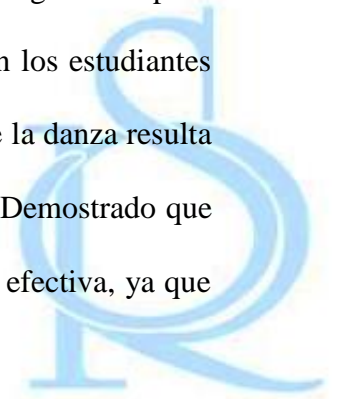 n los estudiantes
e la danza resulta
Demostrado que
efectiva, ya que